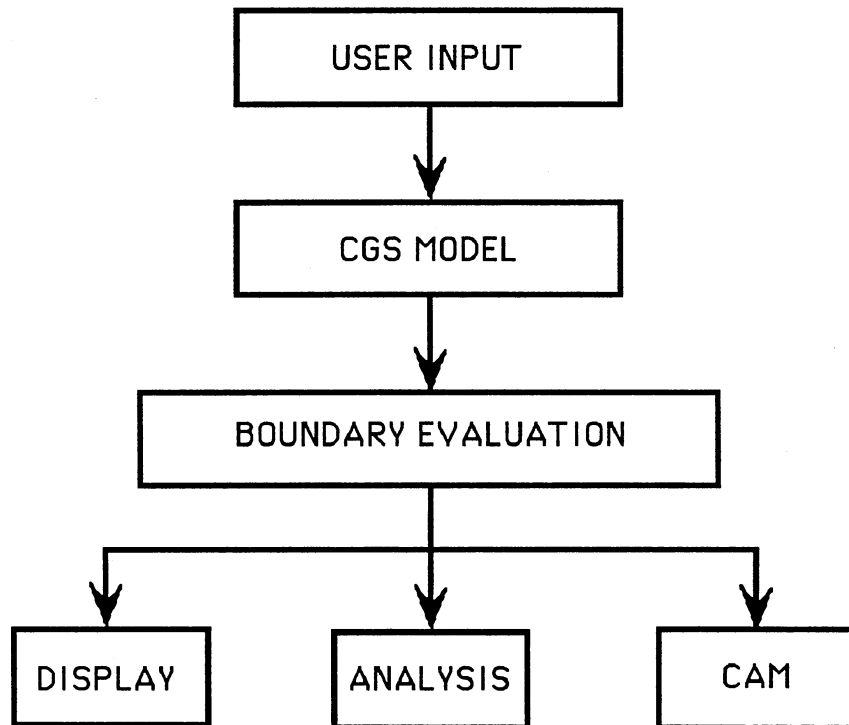 USER INPUT
CGS MODEL
BOUNDARY EVALUATION
DISPLAY
ANALYSIS
CAM